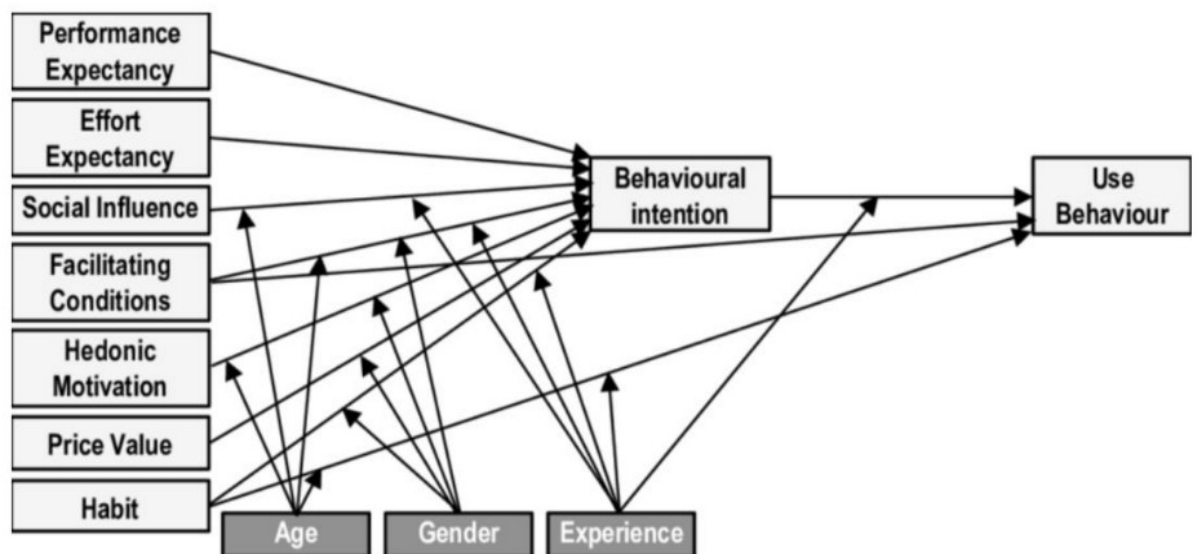 Performance
Expectancy
Effort
Expectancy
Social Influence
Facilitating
Conditions
Hedonic
Motivation
Price Value
Habit
Behavioural
intention
Use
Behaviour
Age
Gender
Experience